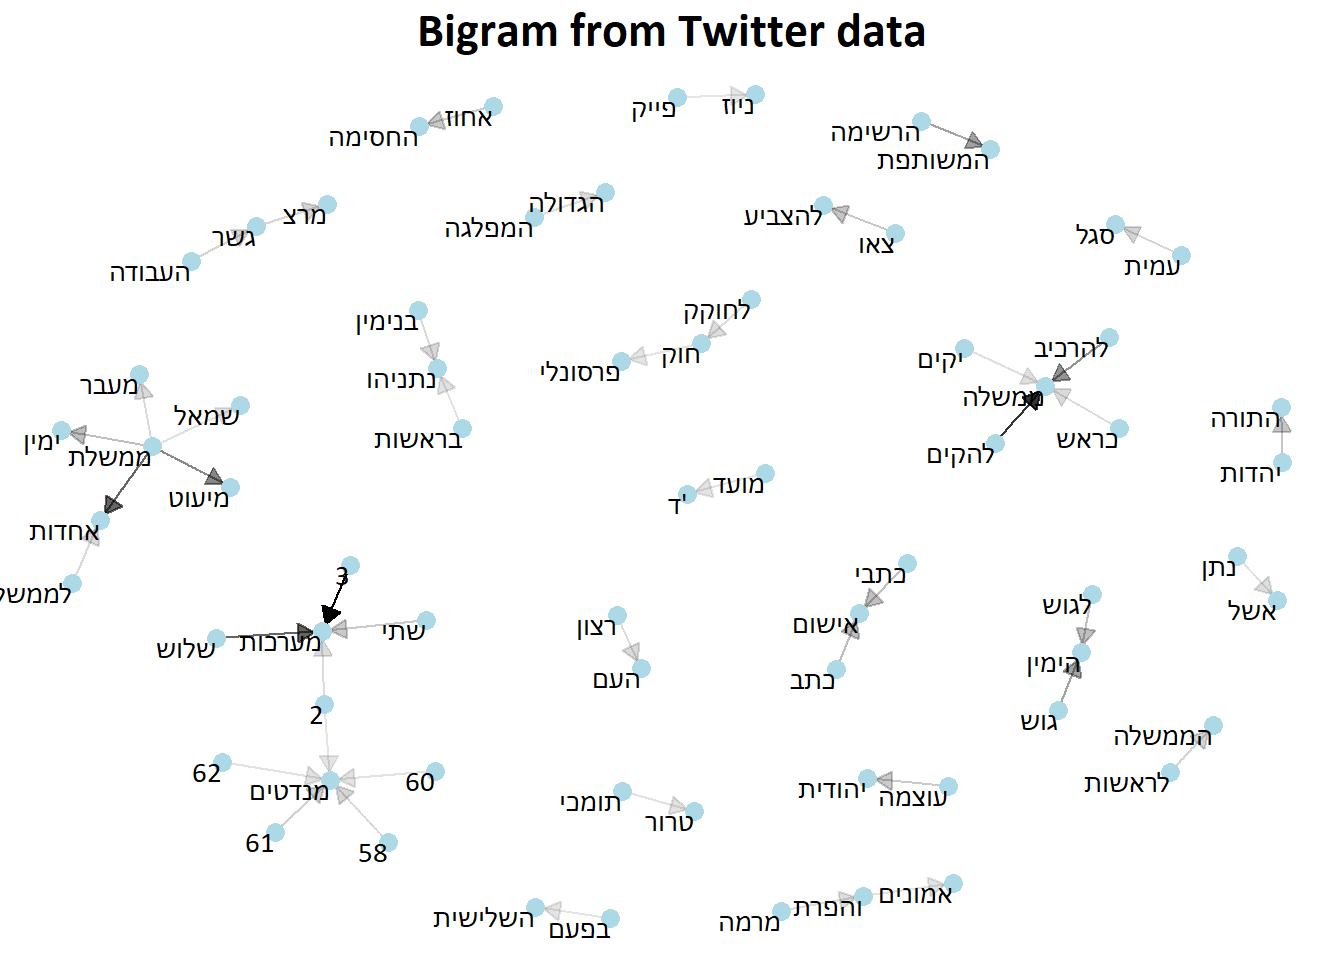 Bigram from Twitter data
אחוז
החסימה
פייק
ניוז
הרשימה
המשותפת
העבודה
גשר
מרצ
המפלגה
הגדולה
צאו
להצביע
עמית
סגל
בנימין
נתניהו
בראשות
לחוקק
חוק
פרסונלי
יקים
להרכיב
ממשלה
להקים
בראש
התורה
יהדות
מעבר
שמאל
ימין
ממשלת
מיעוט
אחדות
לממשל
מועד
ד'
3
שתי
מערכות
שלוש
2
62
60
מנדטים
61
58
רצון
העם
כתבי
אישום
כתב
לגוש
הימין
גוש
נתן
אשל
הממשלה
לראשות
תומכי
טרור
עוצמה
יהודית
בפעם
השלישית
מרמה
והפרת
אמונים